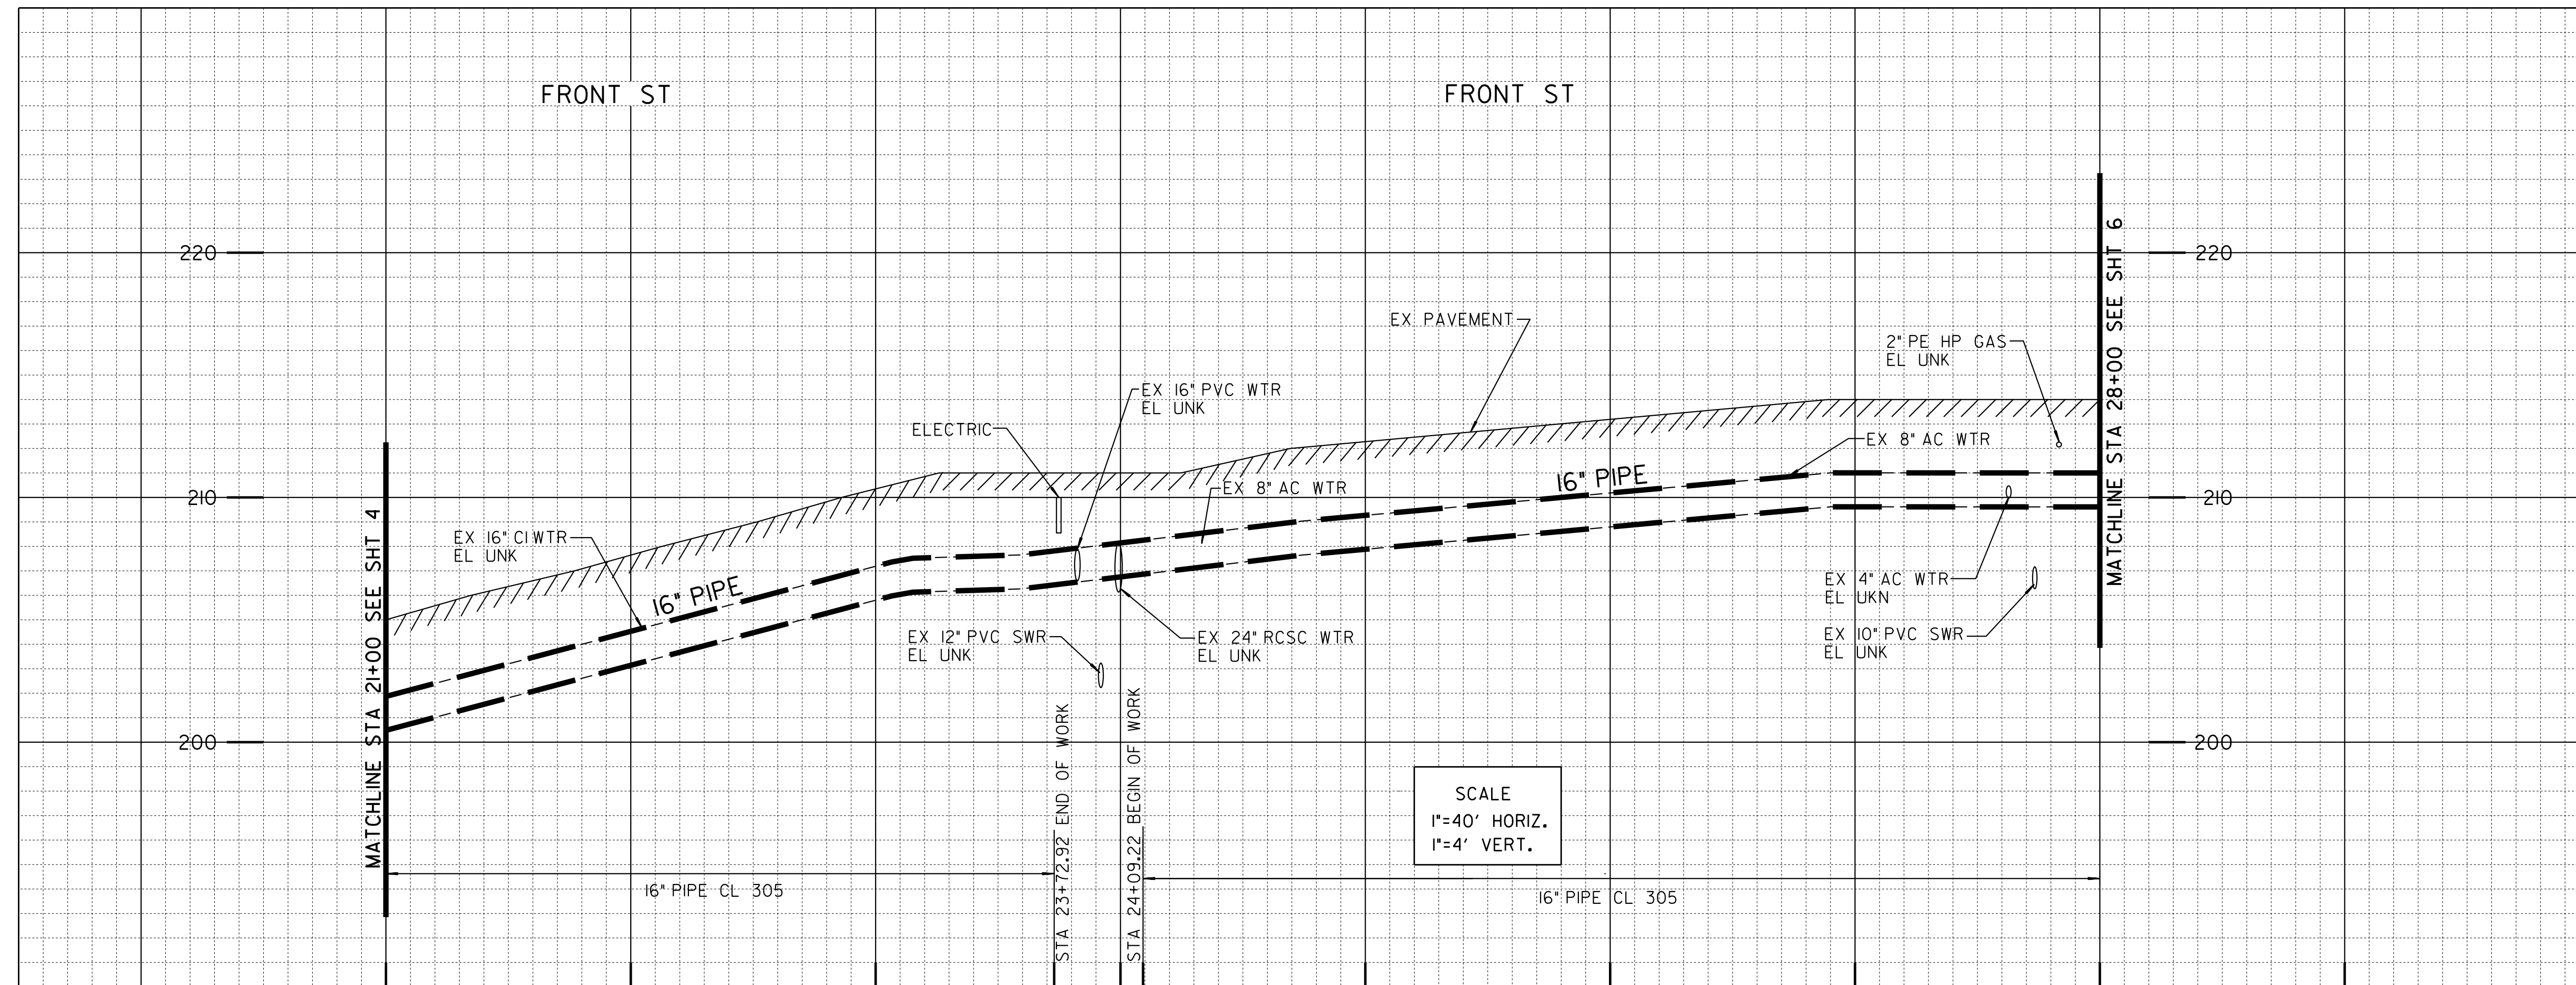 FRONT ST
FRONT ST
220
220
210
210
200
200
MATCHLINE STA 21+00 SEE SHT 4
MATCHLINE STA 28+00 SEE SHT 6
EX PAVEMENT
2" PE HP GAS
EL UNK
EX 16" PVC WTR
EL UNK
ELECTRIC
EX 8" AC WTR
16" PIPE
EX 8" AC WTR
EX 16" CI WTR
EL UNK
16" PIPE
EX 4" AC WTR
EL UKN
EX 12" PVC SWR
EL UNK
EX 24" RCSC WTR
EL UNK
EX 10" PVC SWR
EL UNK
STA 23+72.92 END OF WORK
STA 24+09.22 BEGIN OF WORK
SCALE
1"=40' HORIZ.
1"=4' VERT.
16" PIPE CL 305
16" PIPE CL 305